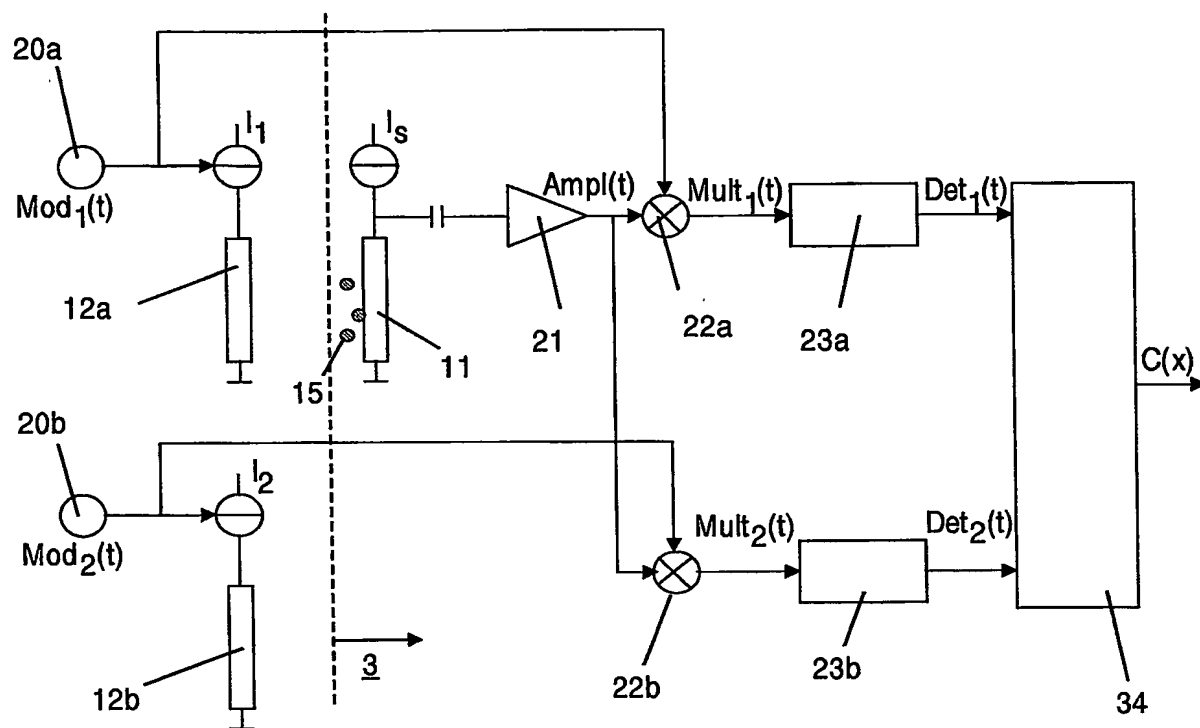 20a
I1
Is
Mod1(t)
Ampl(t)
Mult1(t)
Det1(t)
12a
15
11
21
22a
23a
C(x)
20b
I2
Mod2(t)
Mult2(t)
Det2(t)
12b
3
22b
23b
34